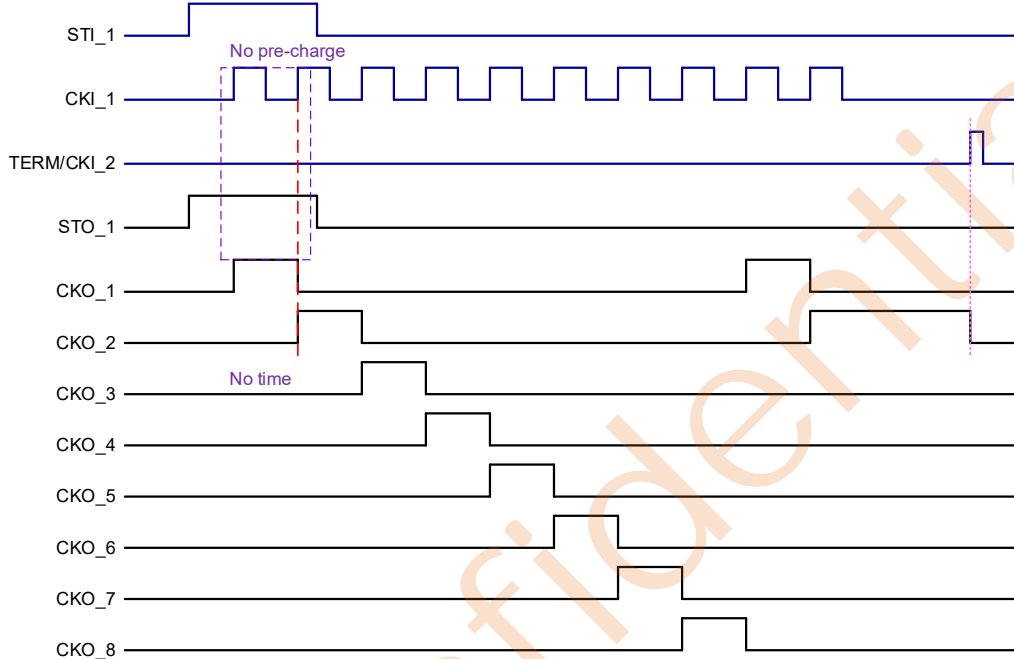 STI_1
No pre-charge
CKI_1
TERM/CKI_2
STO_1
CKO_1
CKO_2
No time
CKO_3
CKO_4
CKO_5
CKO_6
CKO_7
CKO_8